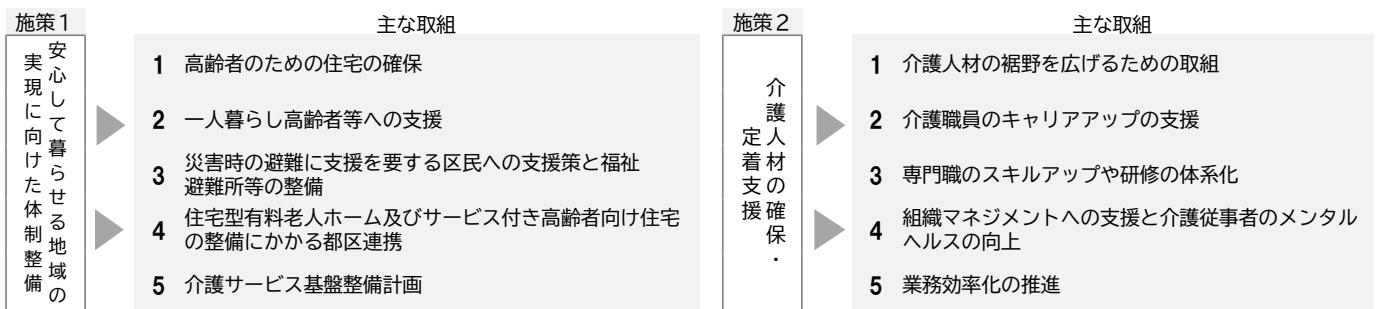 施策1
主な取組
安心して暮らせる地域の
実現に向けた体制整備
1 高齢者のための住宅の確保
2 一人暮らし高齢者等への支援
3 災害時の避難に支援を要する区民への支援策と福祉
避難所等の整備
4 住宅型有料老人ホーム及びサービス付き高齢者向け住宅
の整備にかかる都区連携
5 介護サービス基盤整備計画
施策2
主な取組
介護人材の確保・
定着支援
1 介護人材の裾野を広げるための取組
2 介護職員のキャリアアップの支援
3 専門職のスキルアップや研修の体系化
4 組織マネジメントへの支援と介護従事者のメンタル
ヘルスの向上
5 業務効率化の推進